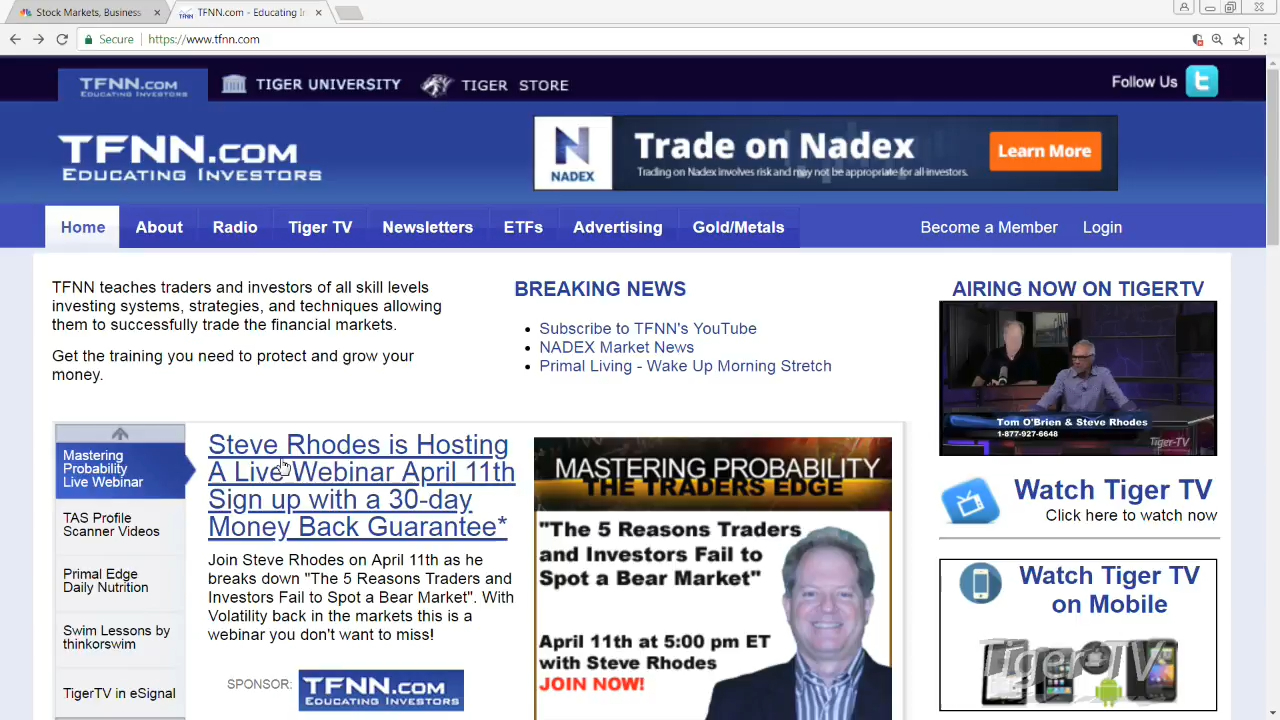 Stock Markets, Business
TFNN.com - Educating In
Secure
https://www.tfnn.com
TFNN.COM
EDUCATING INVESTORS
TIGER UNIVERSITY
TIGER STORE
Follow Us
TFNN.COM
EDUCATING INVESTORS
NADEX
Trade on Nadex
Trading on Nadex involves risk and may not be appropriate for all investors.
Learn More
Home
About
Radio
Tiger TV
Newsletters
ETFs
Advertising
Gold/Metals
Become a Member
Login
TFNN teaches traders and investors of all skill levels
investing systems, strategies, and techniques allowing
them to successfully trade the financial markets.
Get the training you need to protect and grow your
money.
BREAKING NEWS
Subscribe to TFNN's YouTube
NADEX Market News
Primal Living - Wake Up Morning Stretch
AIRING NOW ON TIGERTV
Tom O'Brien & Steve Rhodes
1-877-927-6648
Tiger-TV
Mastering
Probability
Live Webinar
TAS Profile
Scanner Videos
Primal Edge
Daily Nutrition
Swim Lessons by
thinkorswim
TigerTV in eSignal
Steve Rhodes is Hosting
A Live Webinar April 11th
Sign up with a 30-day
Money Back Guarantee*
Join Steve Rhodes on April 11th as he
breaks down "The 5 Reasons Traders and
Investors Fail to Spot a Bear Market". With
Volatility back in the markets this is a
webinar you don't want to miss!
SPONSOR:
TFNN.COM
EDUCATING INVESTORS
MASTERING PROBABILITY
THE TRADERS EDGE
"The 5 Reasons Traders
and Investors Fail to
Spot a Bear Market"
April 11th at 5:00 pm ET
with Steve Rhodes
JOIN NOW!
Watch Tiger TV
Click here to watch now
Watch Tiger TV
on Mobile
Tiger-TV